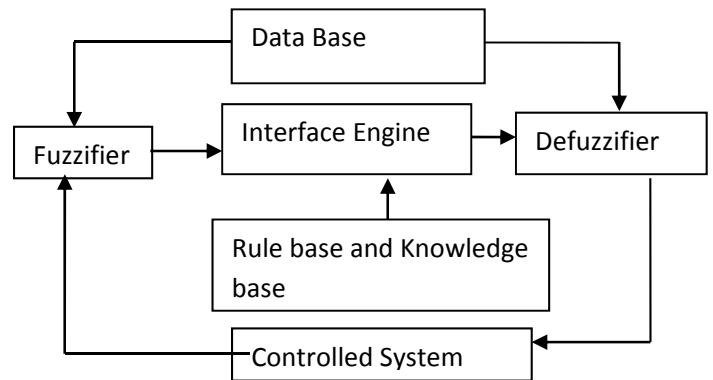 Data Base
Interface Engine
Fuzzifier
Defuzzifier
Rule base and Knowledge
base
Controlled System